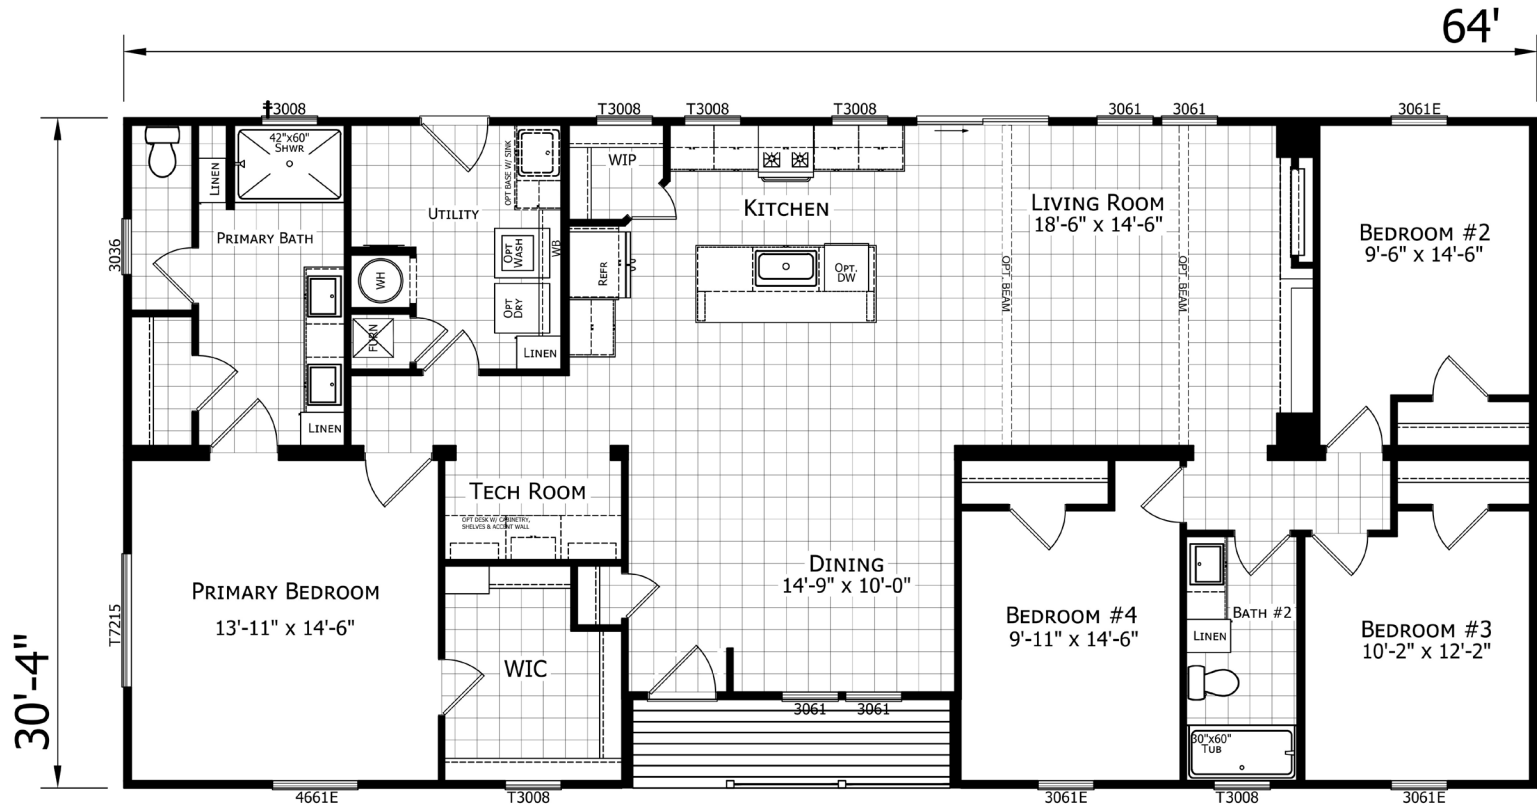 64'
T3008
T3008
T3008
T3008
3061
3061
3061E
42"x60"
SHWR
LINEN
OPT BASE W/ SINK
WIP
KITCHEN
LIVING ROOM
18'-6" x 14'-6"
BEDROOM #2
9'-6" x 14'-6"
UTILITY
PRIMARY BATH
3036
WB
OPT
WASH
REFR
OPT.
DW
OPT. BEAM
OPT. BEAM
WH
OPT
DRY
FURN
LINEN
LINEN
TECH ROOM
OPT DESK W/ CABINETRY,
SHELVES & ACCENT WALL
DINING
14'-9" x 10'-0"
PRIMARY BEDROOM
13'-11" x 14'-6"
T7215
30'-4"
WIC
BEDROOM #4
9'-11" x 14'-6"
BATH #2
LINEN
BEDROOM #3
10'-2" x 12'-2"
3061
3061
30"x60"
TUB
4661E
T3008
3061E
T3008
3061E